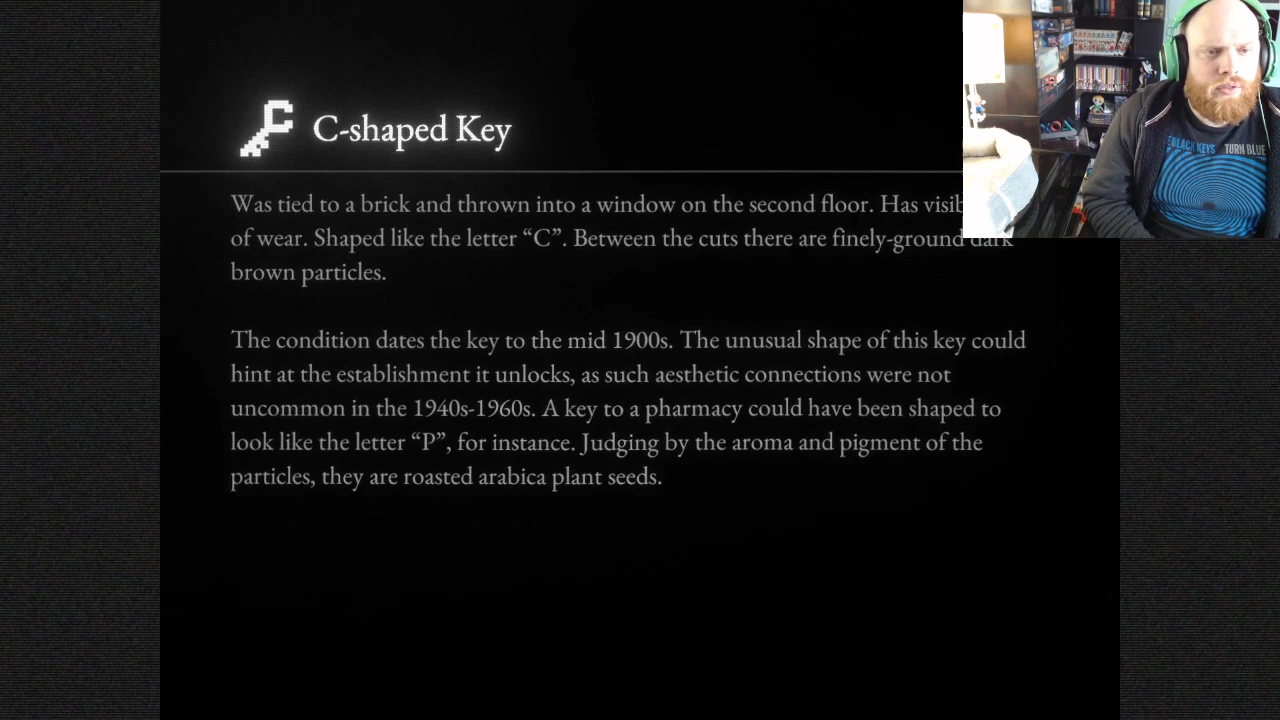 C-shaped Key
Was tied to a brick and thrown into a window on the second floor. Has
of wear. Shaped like the letter “C”. Between the cuts there are finely-ground dark
brown particles.
The condition dates the key to the mid 1900s. The unusual shape of this key could
hint at the establishment it unlocks, as such aesthetic connections were not
uncommon in the 1940s-1960s. A key to a pharmacy could have been shaped to
look like the letter “P”, for instance. Judging by the aroma and pigment of the
particles, they are roasted arabica plant seeds.
BLACK KEYS TURN BLUE